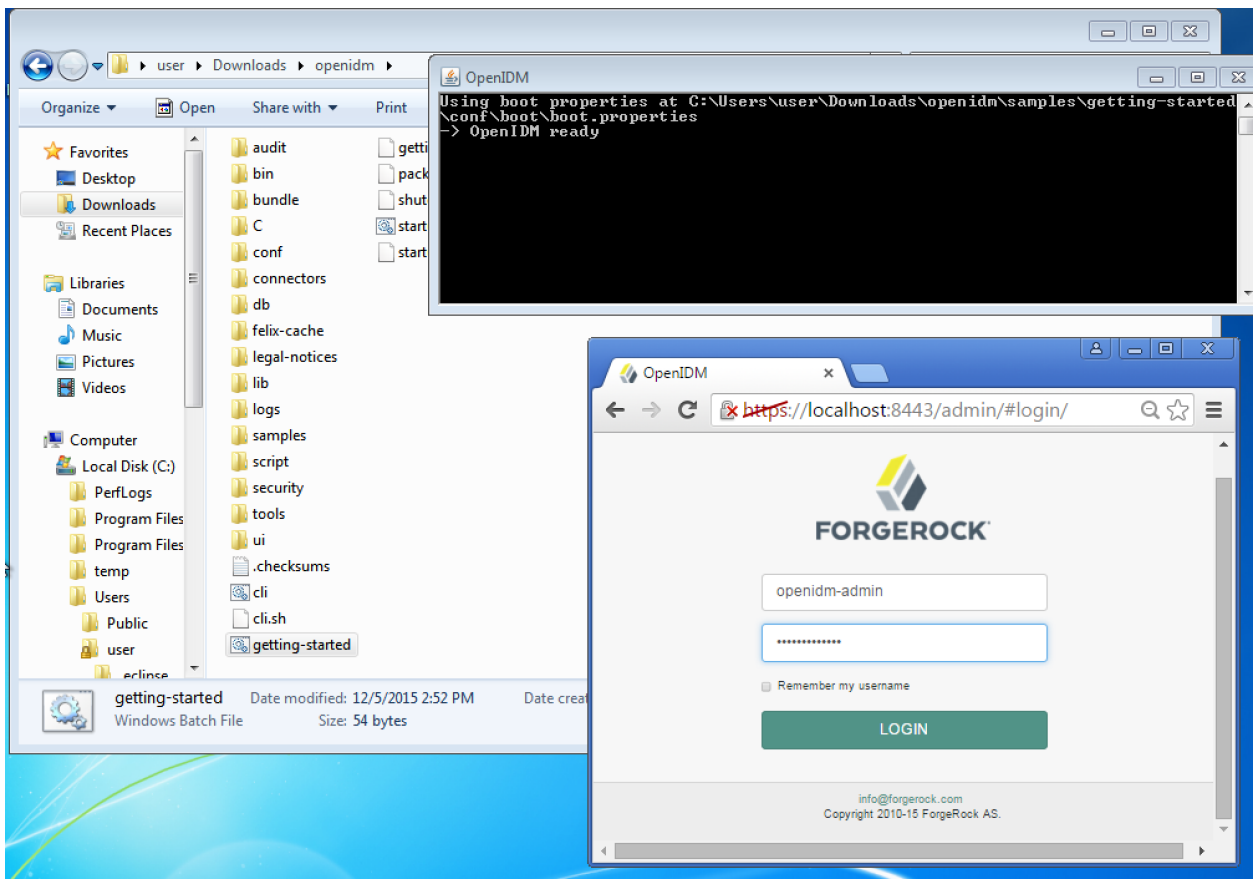 user Downloads openidm
Organize Open Share with Print
Favorites
Desktop
Downloads
Recent Places
Libraries
Documents
Music
Pictures
Videos
Computer
Local Disk (C:)
PerfLogs
Program Files
Program Files
temp
Users
Public
user
eclipse
audit
bin
bundle
C
conf
connectors
db
felix-cache
legal-notices
lib
logs
samples
script
security
tools
ui
.checksums
cli
cli.sh
getting-started
getti
pack
shut
start
start
getting-started Date modified: 12/5/2015 2:52 PM Date creat
Windows Batch File Size: 54 bytes
OpenIDM
Using boot properties at C:\Users\user\Downloads\openidm\samples\getting-started
\conf\boot\boot.properties
-> OpenIDM ready
OpenIDM
https://localhost:8443/admin/#login/
FORGEROCK
openidm-admin
•••••••••••••
Remember my username
LOGIN
info@forgerock.com
Copyright 2010-15 ForgeRock AS.